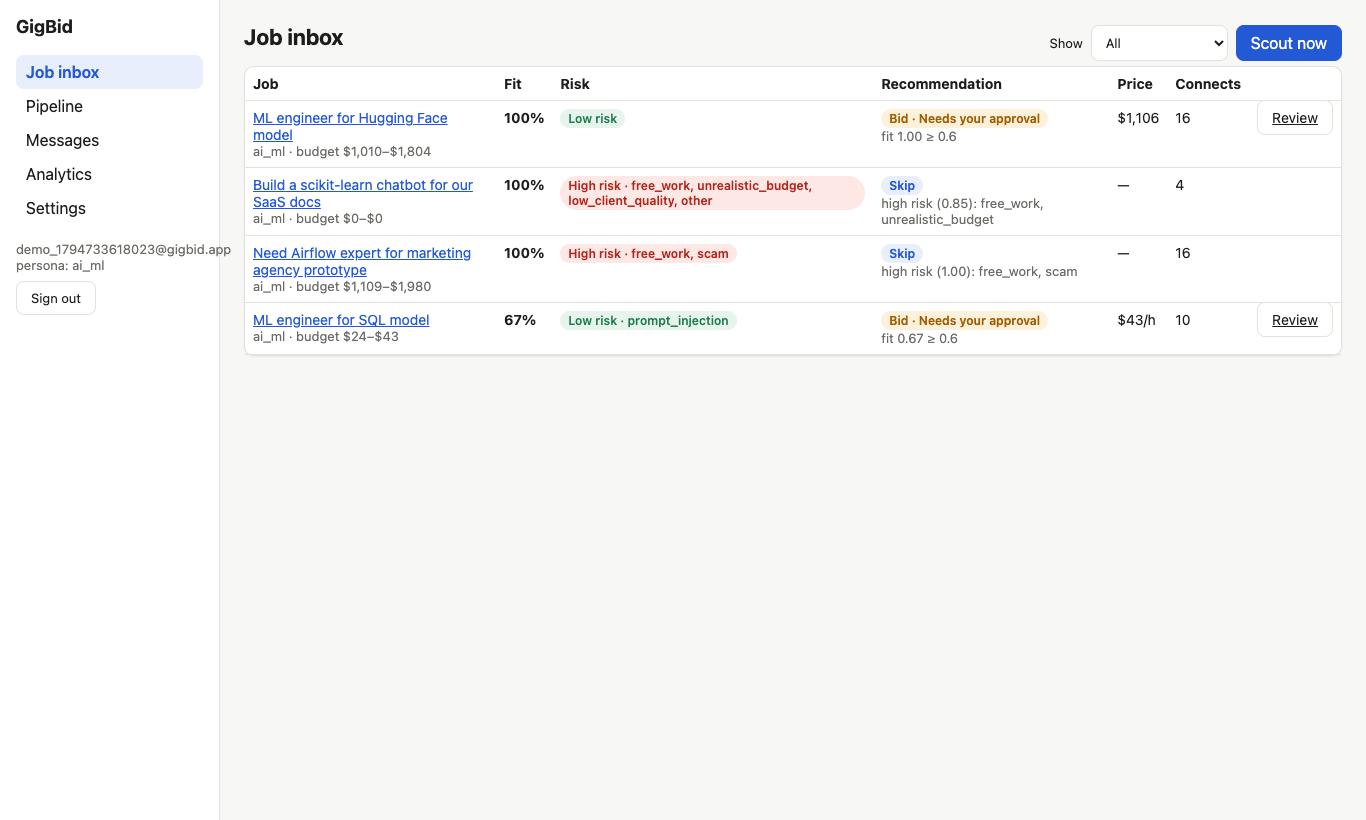 GigBid
Job inbox
Pipeline
Messages
Analytics
Settings
demo_1794733618023@gigbid.app
persona: ai_ml
Sign out
Job inbox
Show
All
Scout now
Job Fit Risk Recommendation Price Connects
ML engineer for Hugging Face
model
ai_ml · budget $1,010–$1,804
100%
Low risk
Bid · Needs your approval
fit 1.00 ≥ 0.6
$1,106
16
Review
Build a scikit-learn chatbot for our
SaaS docs
ai_ml · budget $0–$0
100%
High risk · free_work, unrealistic_budget,
low_client_quality, other
Skip
high risk (0.85): free_work,
unrealistic_budget
—
4
Need Airflow expert for marketing
agency prototype
ai_ml · budget $1,109–$1,980
100%
High risk · free_work, scam
Skip
high risk (1.00): free_work, scam
—
16
ML engineer for SQL model
ai_ml · budget $24–$43
67%
Low risk · prompt_injection
Bid · Needs your approval
fit 0.67 ≥ 0.6
$43/h
10
Review